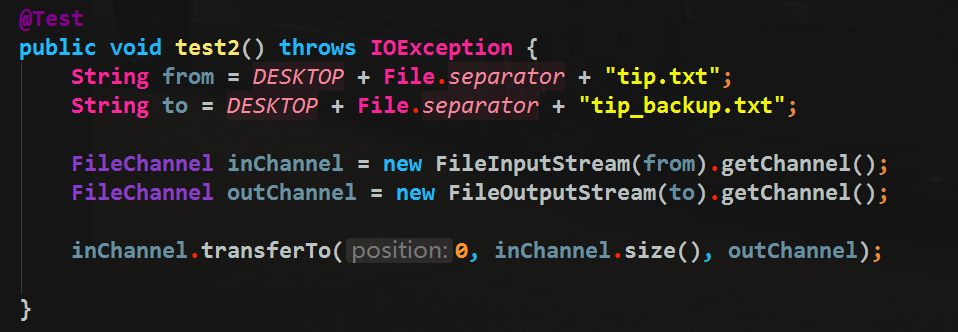 @Test
public void test2() throws IOException {
String from = DESKTOP + File.separator + "tip.txt";
String to = DESKTOP + File.separator + "tip_backup.txt";
FileChannel inChannel = new FileInputStream(from).getChannel();
FileChannel outChannel = new FileOutputStream(to).getChannel();
inChannel.transferTo(position:0, inChannel.size(), outChannel);
}